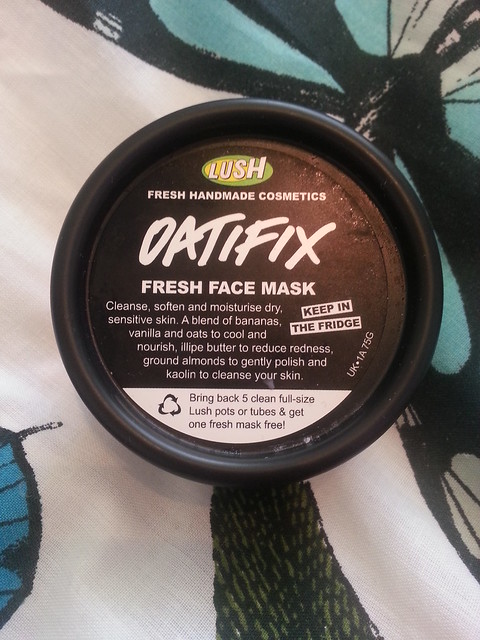 LUSH
FRESH HANDMADE COSMETICS
OATIFIX
FRESH FACE MASK
Cleanse, soften and moisturise dry,
sensitive skin. A blend of bananas,
vanilla and oats to cool and
nourish, illipe butter to reduce redness,
ground almonds to gently polish and
kaolin to cleanse your skin.
KEEP IN
THE FRIDGE
UK•1A 75G
Bring back 5 clean full-size
Lush pots or tubes & get
one fresh mask free!